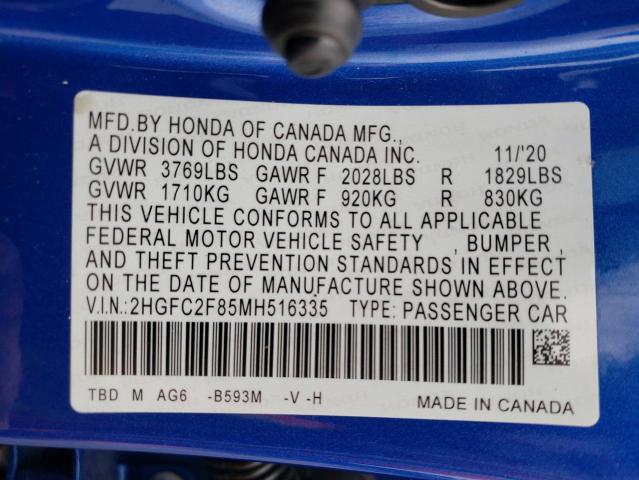 MFD.BY HONDA OF CANADA MFG.,
A DIVISION OF HONDA CANADA INC. 11/'20
GVWR 3769LBS GAWR F 2028LBS R 1829LBS
GVWR 1710KG GAWR F 920KG R 830KG
THIS VEHICLE CONFORMS TO ALL APPLICABLE
FEDERAL MOTOR VEHICLE SAFETY , BUMPER ,
AND THEFT PREVENTION STANDARDS IN EFFECT
ON THE DATE OF MANUFACTURE SHOWN ABOVE.
V.I.N.:2HGFC2F85MH516335 TYPE: PASSENGER CAR
TBD M AG6 -B593M -V -H MADE IN CANADA